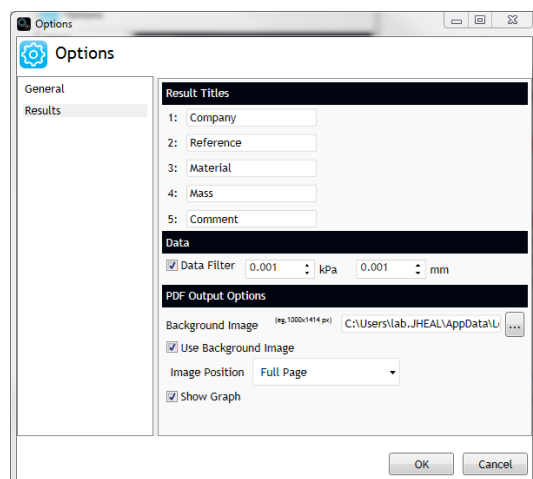 Options
Options
General
Results
Result Titles
1: Company
2: Reference
3: Material
4: Mass
5: Comment
Data
Data Filter 0.001 kPa 0.001 mm
PDF Output Options
Background Image (eg,1000x1414 px) C:\Users\lab.JHEAL\AppData\L ...
Use Background Image
Image Position Full Page
Show Graph
OK Cancel